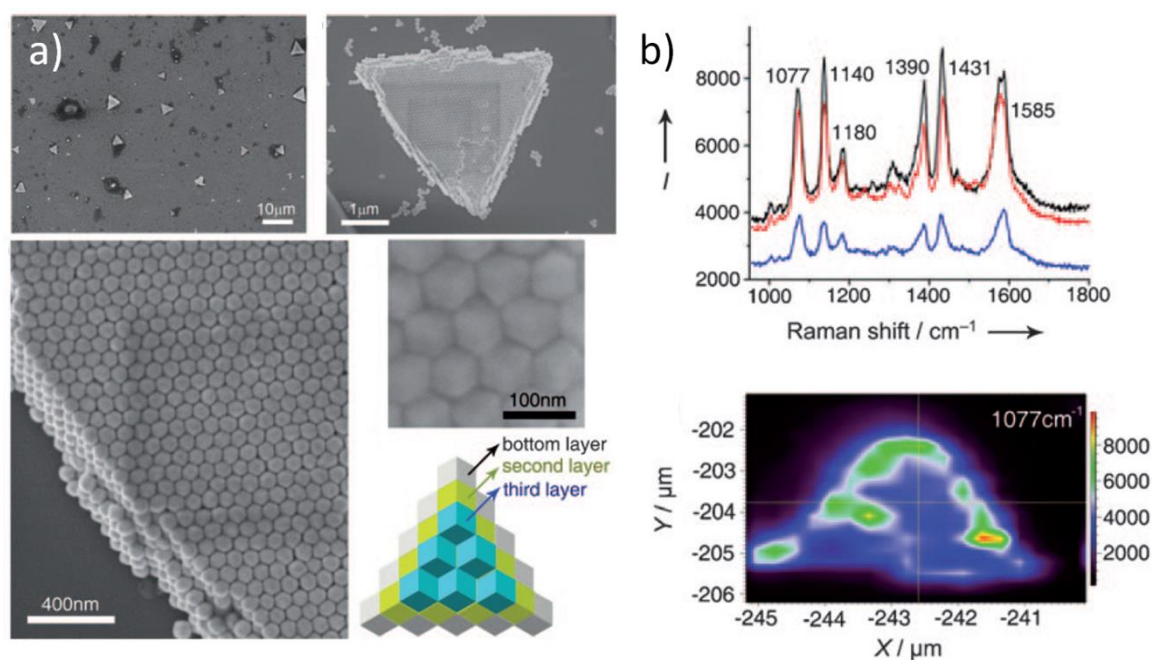 a)
10μm
1μm
400nm
100nm
bottom layer
second layer
third layer
b)
1077
1140
1180
1390
1431
1585
8000
6000
4000
2000
I
1000
1200
1400
1600
1800
Raman shift / cm⁻¹
1077cm⁻¹
-202
-203
-204
-205
-206
Y / μm
-245
-244
-243
-242
-241
X / μm
8000
6000
4000
2000